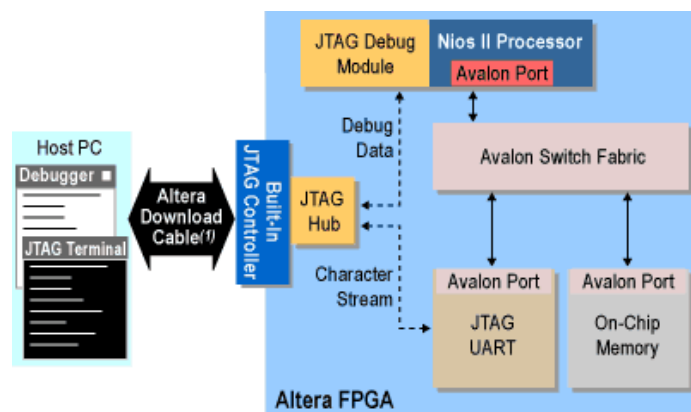 JTAG Debug
Module
Nios II Processor
Avalon Port
Host PC
Debugger
JTAG Terminal
Altera
Download
Cable(1)
Built-In
JTAG Controller
JTAG
Hub
Debug
Data
Character
Stream
Avalon Switch Fabric
Avalon Port
JTAG
UART
Avalon Port
On-Chip
Memory
Altera FPGA